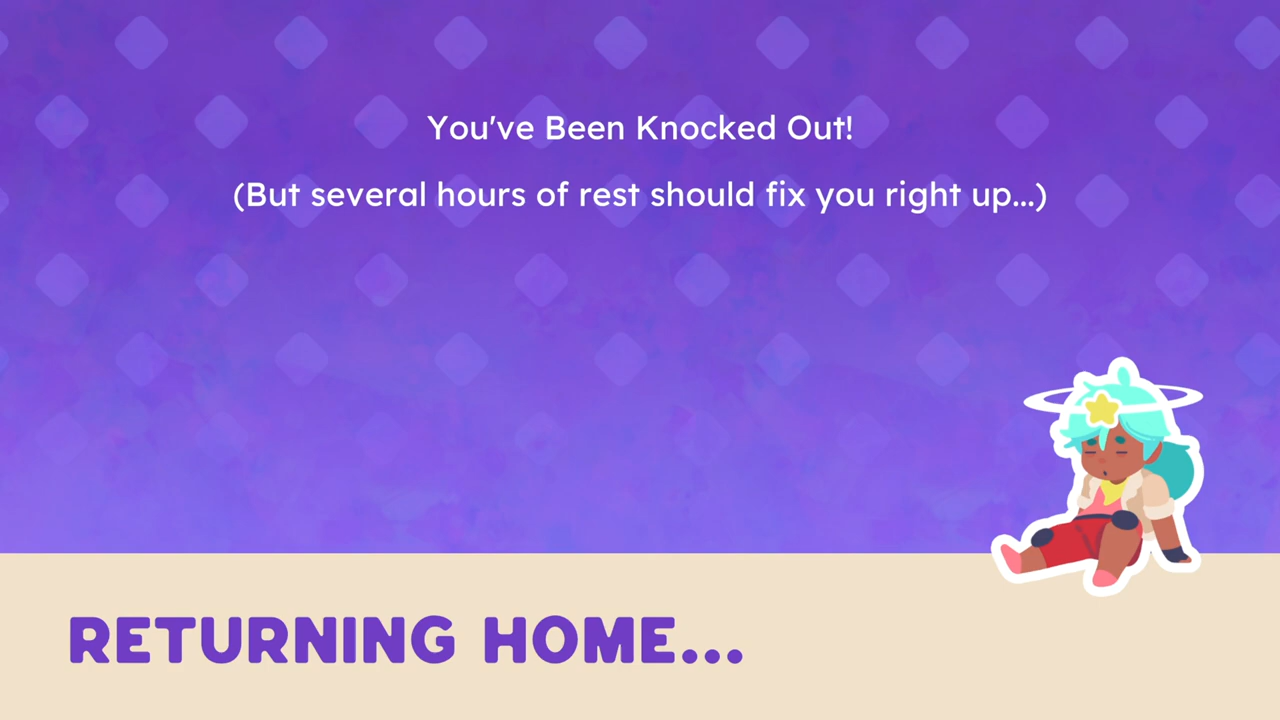 You've Been Knocked Out!
(But several hours of rest should fix you right up...)
RETURNING HOME...